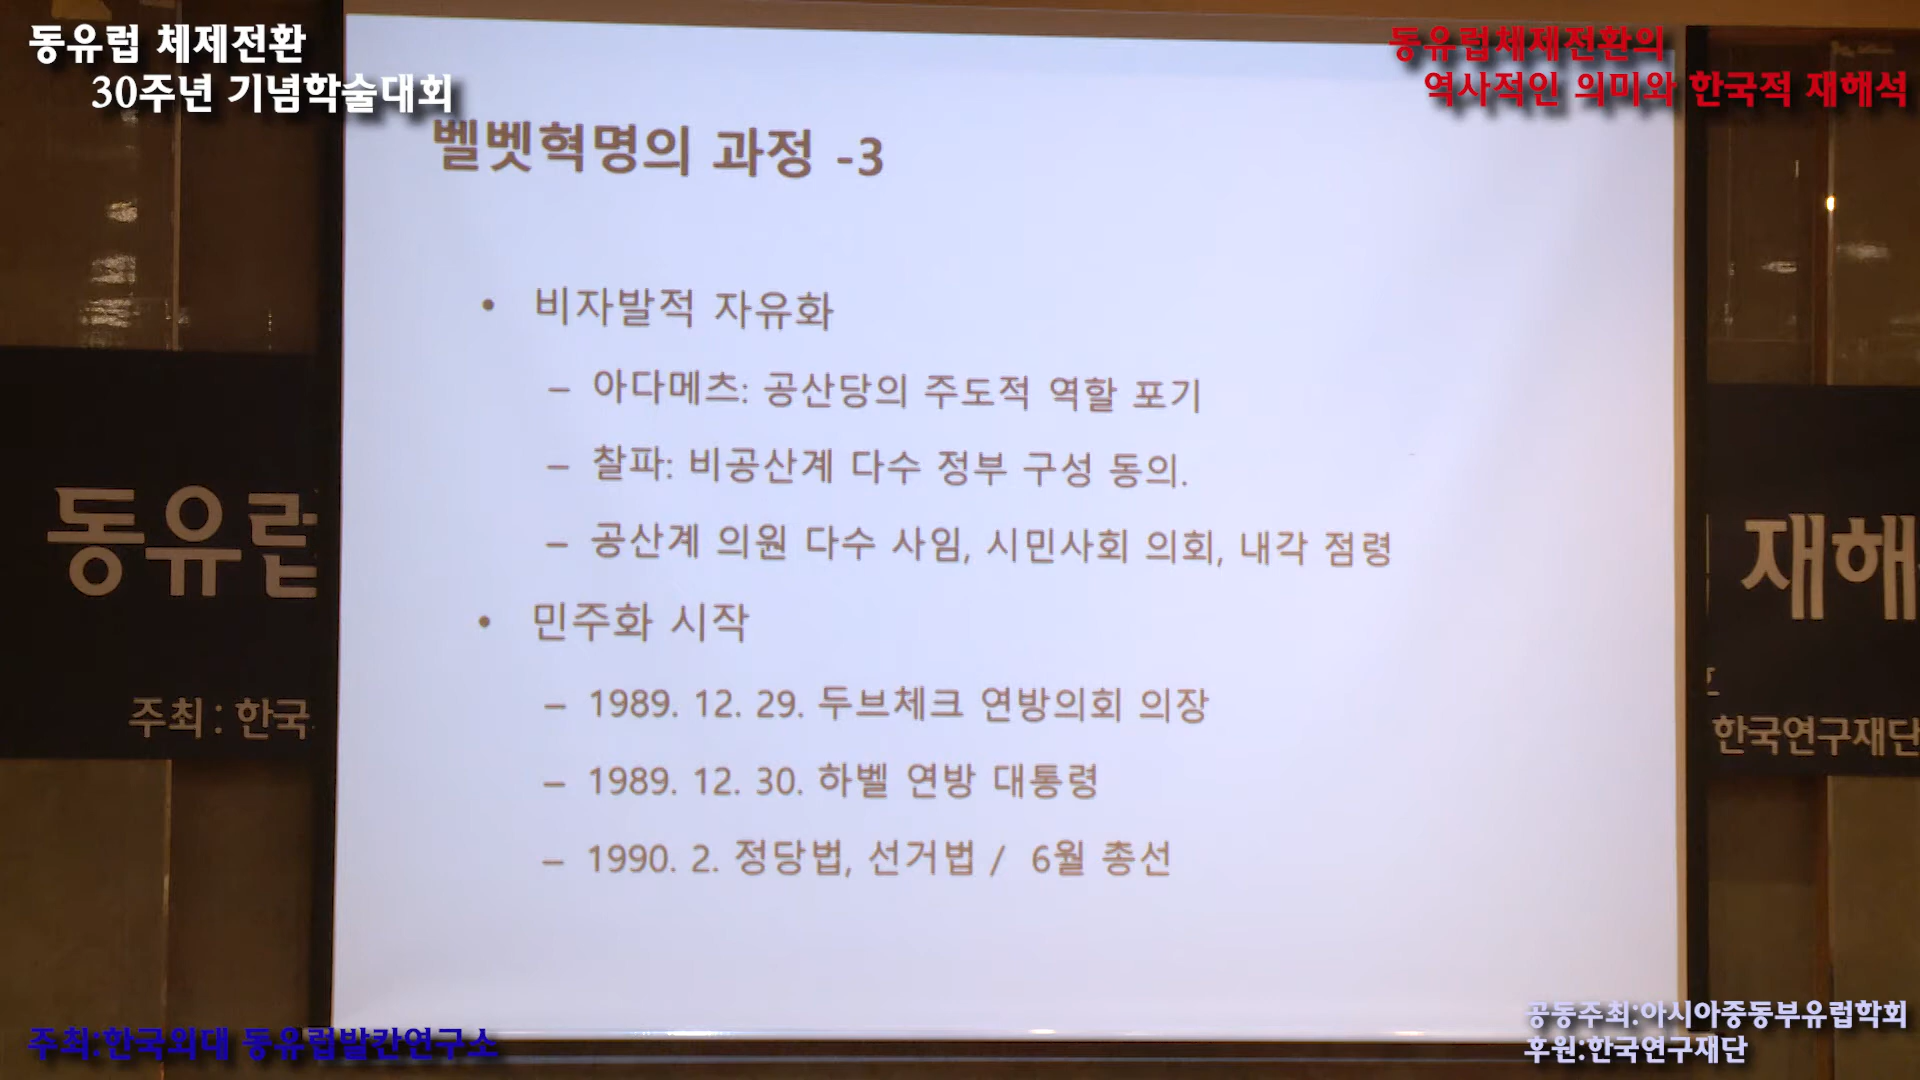 동유럽 체제전환
30주년 기념학술대회
동유럽체제전환의
역사적인 의미와 한국적 재해석
벨벳혁명의 과정 -3
• 비자발적 자유화
– 아다메츠: 공산당의 주도적 역할 포기
– 찰파: 비공산계 다수 정부 구성 동의.
– 공산계 의원 다수 사임, 시민사회 의회, 내각 점령
• 민주화 시작
– 1989. 12. 29. 두브체크 연방의회 의장
– 1989. 12. 30. 하벨 연방 대통령
– 1990. 2. 정당법, 선거법 / 6월 총선
동유럽
재해
주최 : 한국
한국연구재단
주최:한국외대 동유럽발칸연구소
공동주최:아시아중동부유럽학회
후원:한국연구재단